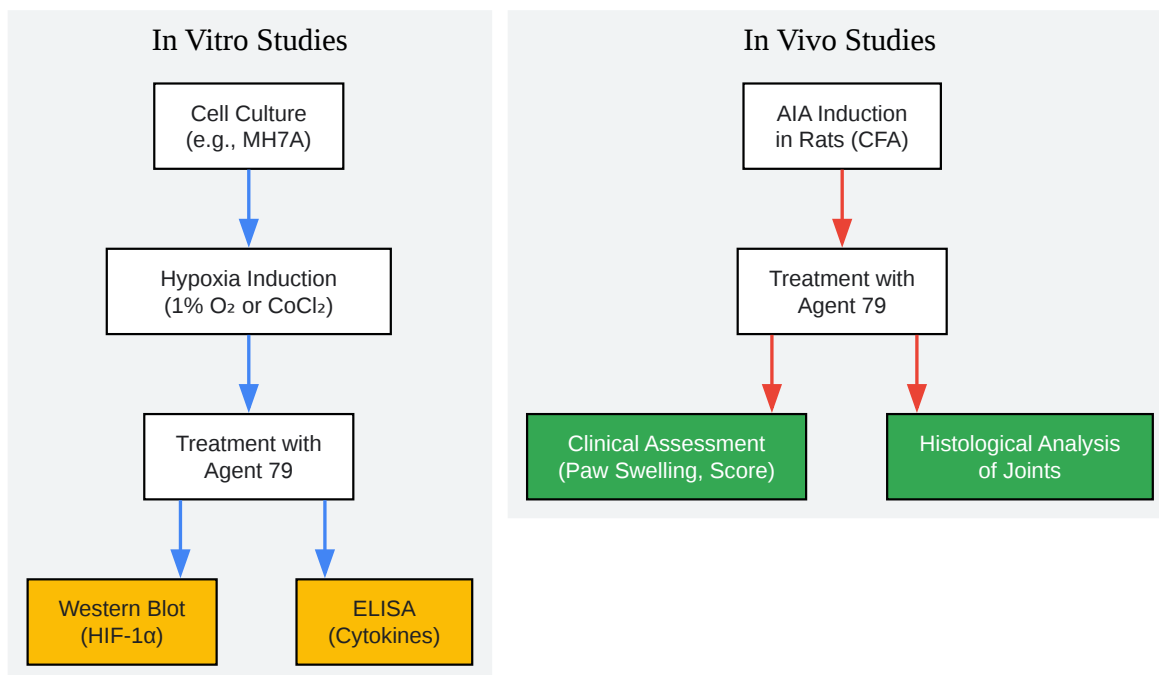 In Vitro Studies
Cell Culture
(e.g., MH7A)
Hypoxia Induction
(1% O₂ or CoCl₂)
Treatment with
Agent 79
Western Blot
(HIF-1α)
ELISA
(Cytokines)
In Vivo Studies
AIA Induction
in Rats (CFA)
Treatment with
Agent 79
Clinical Assessment
(Paw Swelling, Score)
Histological Analysis
of Joints